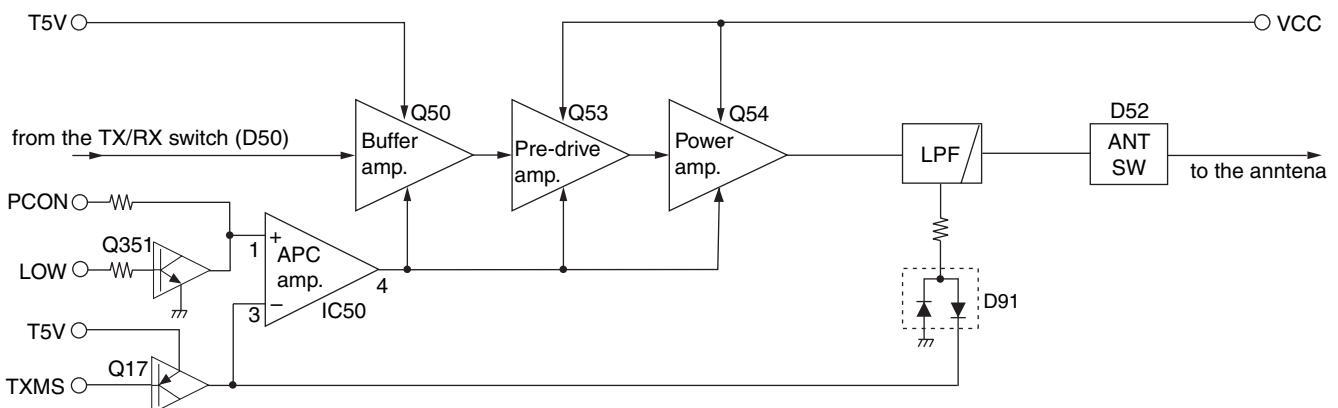 T5V
VCC
Q50
Q53
Q54
D52
from the TX/RX switch (D50)
Buffer
amp.
Pre-drive
amp.
Power
amp.
LPF
ANT
SW
to the anntena
PCON
Q351
LOW
1
+
APC
amp.
4
−
3
IC50
D91
T5V
Q17
TXMS